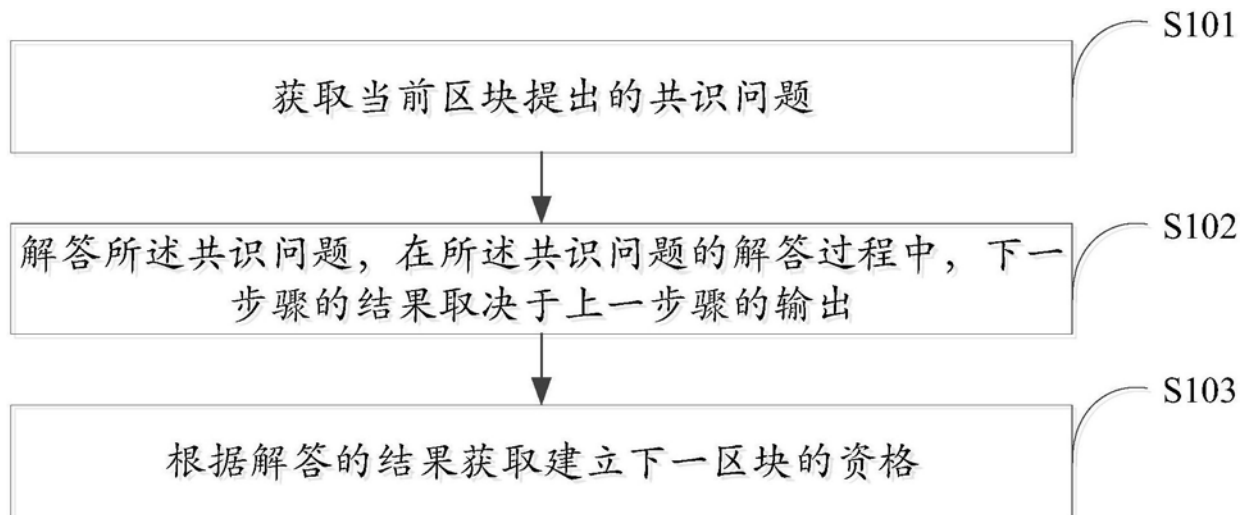 S101
获取当前区块提出的共识问题
S102
解答所述共识问题，在所述共识问题的解答过程中，下一
步骤的结果取决于上一步骤的输出
S103
根据解答的结果获取建立下一区块的资格